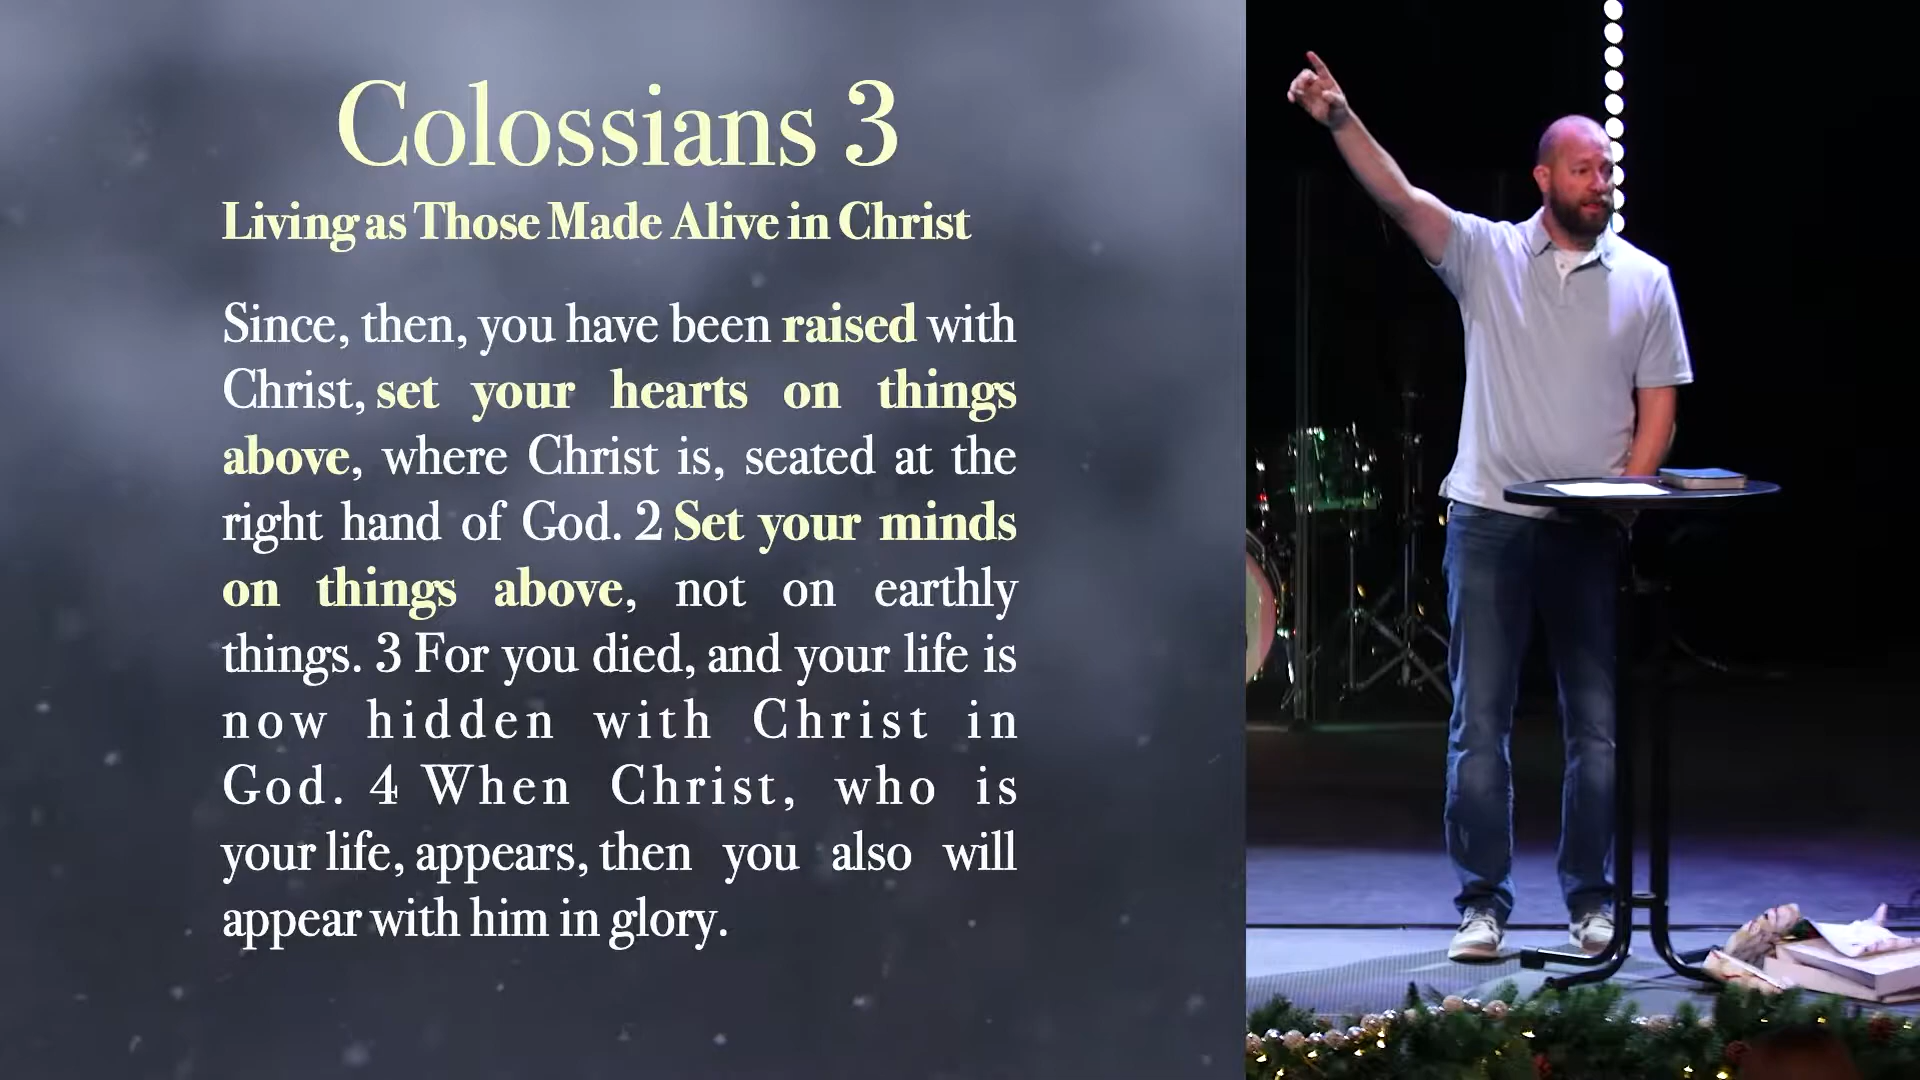 Colossians 3
Living as Those Made Alive in Christ
Since, then, you have been raised with
Christ, set your hearts on things
above, where Christ is, seated at the
right hand of God. 2 Set your minds
on things above, not on earthly
things. 3 For you died, and your life is
now hidden with Christ in
God. 4 When Christ, who is
your life, appears, then you also will
appear with him in glory.